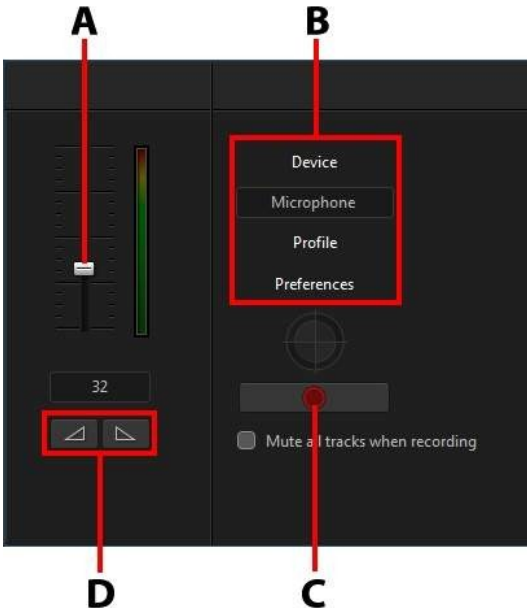 A
B
Device
Microphone
Profile
Preferences
32
Mute all tracks when recording
D
C